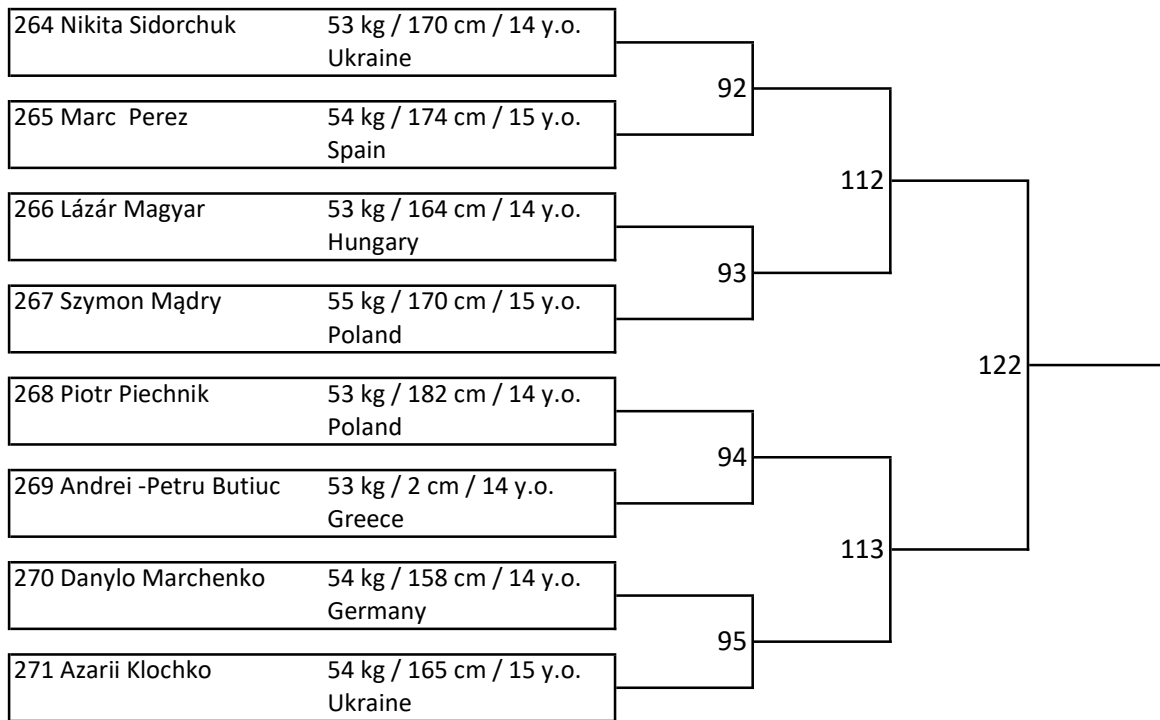 264 Nikita Sidorchuk 53 kg / 170 cm / 14 y.o.
Ukraine
92
265 Marc  Perez 54 kg / 174 cm / 15 y.o.
Spain
112
266 Lázár Magyar 53 kg / 164 cm / 14 y.o.
Hungary
93
267 Szymon Mądry 55 kg / 170 cm / 15 y.o.
Poland
122
268 Piotr Piechnik 53 kg / 182 cm / 14 y.o.
Poland
94
269 Andrei -Petru Butiuc 53 kg / 2 cm / 14 y.o.
Greece
113
270 Danylo Marchenko 54 kg / 158 cm / 14 y.o.
Germany
95
271 Azarii Klochko 54 kg / 165 cm / 15 y.o.
Ukraine